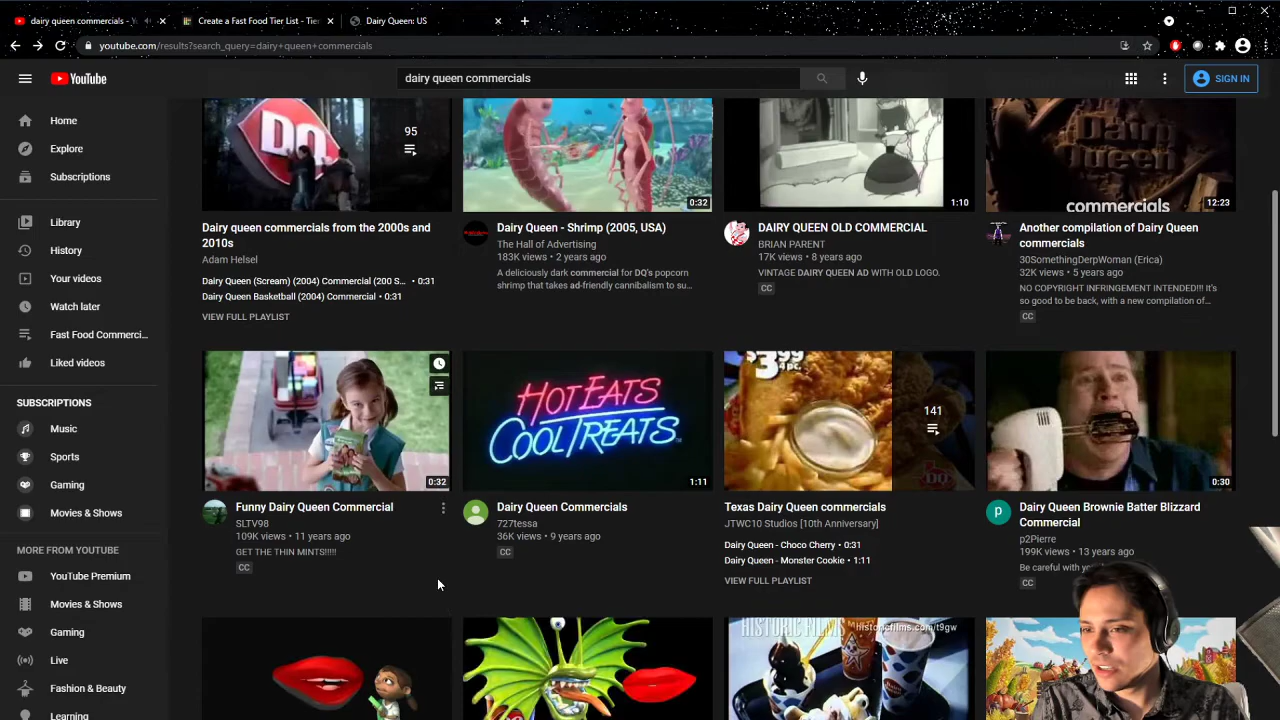 dairy queen commercials - Y
Create a Fast Food Tier List - Tier
Dairy Queen: US
youtube.com/results?search_query=dairy+queen+commercials
YouTube
dairy queen commercials
SIGN IN
Home
Explore
Subscriptions
Library
History
Your videos
Watch later
Fast Food Commerci...
Liked videos
SUBSCRIPTIONS
Music
Sports
Gaming
Movies & Shows
MORE FROM YOUTUBE
YouTube Premium
Movies & Shows
Gaming
Live
Fashion & Beauty
Learning
DQ
95
Dairy queen commercials from the 2000s and
2010s
Adam Helsel
Dairy Queen (Scream) (2004) Commercial (200 S... • 0:31
Dairy Queen Basketball (2004) Commercial • 0:31
VIEW FULL PLAYLIST
0:32
Dairy Queen - Shrimp (2005, USA)
The Hall of Advertising
183K views • 2 years ago
A deliciously dark commercial for DQ's popcorn
shrimp that takes ad-friendly cannibalism to su...
1:10
DAIRY QUEEN OLD COMMERCIAL
BRIAN PARENT
17K views • 8 years ago
VINTAGE DAIRY QUEEN AD WITH OLD LOGO.
CC
Dairy
Queen
commercials
12:23
Another compilation of Dairy Queen
commercials
30SomethingDerpWoman (Erica)
32K views • 5 years ago
NO COPYRIGHT INFRINGEMENT INTENDED!!! It's
so good to be back, with a new compilation of...
CC
0:32
Funny Dairy Queen Commercial
SLTV98
109K views • 11 years ago
GET THE THIN MINTS!!!!!
CC
HOT EATS
COOL TREATS
1:11
Dairy Queen Commercials
727tessa
36K views • 9 years ago
CC
$3.99
4 pc.
141
Texas Dairy Queen commercials
JTWC10 Studios [10th Anniversary]
Dairy Queen - Choco Cherry • 0:31
Dairy Queen - Monster Cookie • 1:11
VIEW FULL PLAYLIST
0:30
Dairy Queen Brownie Batter Blizzard
Commercial
p
p2Pierre
199K views • 13 years ago
Be careful with yo
CC
HISTORIC FILMS
historicfilms.com/t9gw